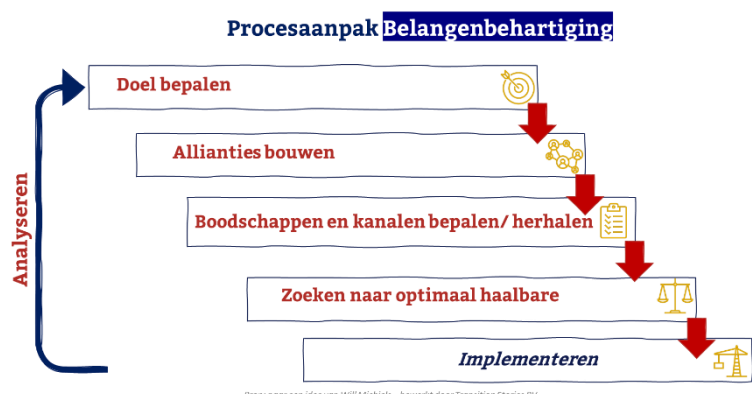 Procesaanpak Belangenbehartiging
Doel bepalen
Allianties bouwen
Boodschappen en kanalen bepalen/ herhalen
Zoeken naar optimaal haalbare
Implementeren
Analyseren